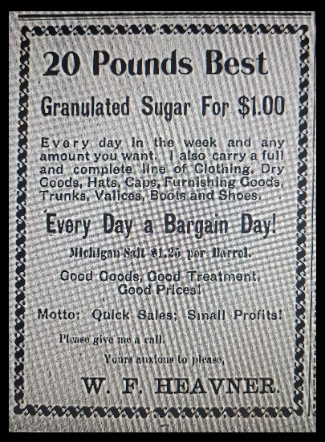 20 Pounds Best
Granulated Sugar For $1.00
Every day in the week and any
amount you want. I also carry a full
and complete line of Clothing, Dry
Goods, Hats, Caps, Furnishing Goods,
Trunks, Valices, Boots and Shoes.
Every Day a Bargain Day!
Michigan Salt $1.25 per Barrel.
Good Goods, Good Treatment,
Good Prices!
Motto: Quick Sales; Small Profits!
Please give me a call.
Yours anxious to please,
W. F. HEAVNER.